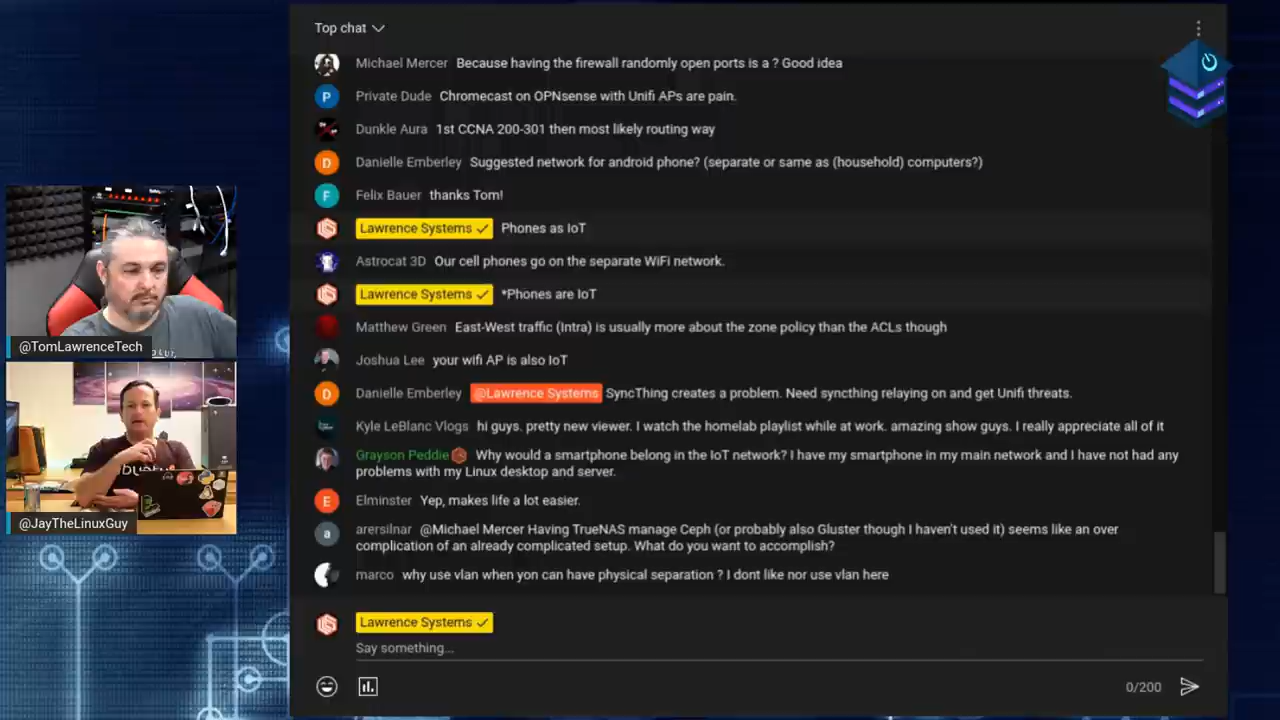 Top chat
Michael Mercer Because having the firewall randomly open ports is a ? Good idea
P Private Dude Chromecast on OPNsense with Unifi APs are pain.
Dunkle Aura 1st CCNA 200-301 then most likely routing way
D Danielle Emberley Suggested network for android phone? (separate or same as (household) computers?)
F Felix Bauer thanks Tom!
Lawrence Systems ✓ Phones as IoT
Astrocat 3D Our cell phones go on the separate WiFi network.
Lawrence Systems ✓ *Phones are IoT
Matthew Green East-West traffic (Intra) is usually more about the zone policy than the ACLs though
Joshua Lee your wifi AP is also IoT
D Danielle Emberley @Lawrence Systems SyncThing creates a problem. Need syncthing relaying on and get Unifi threats.
Kyle LeBlanc Vlogs hi guys. pretty new viewer. I watch the homelab playlist while at work. amazing show guys. I really appreciate all of it
Grayson Peddie Why would a smartphone belong in the IoT network? I have my smartphone in my main network and I have not had any
problems with my Linux desktop and server.
E Elminster Yep, makes life a lot easier.
a arersilnar @Michael Mercer Having TrueNAS manage Ceph (or probably also Gluster though I haven't used it) seems like an over
complication of an already complicated setup. What do you want to accomplish?
marco why use vlan when yon can have physical separation ? I dont like nor use vlan here
Lawrence Systems ✓
Say something...
0/200
@TomLawrenceTech
@JayTheLinuxGuy